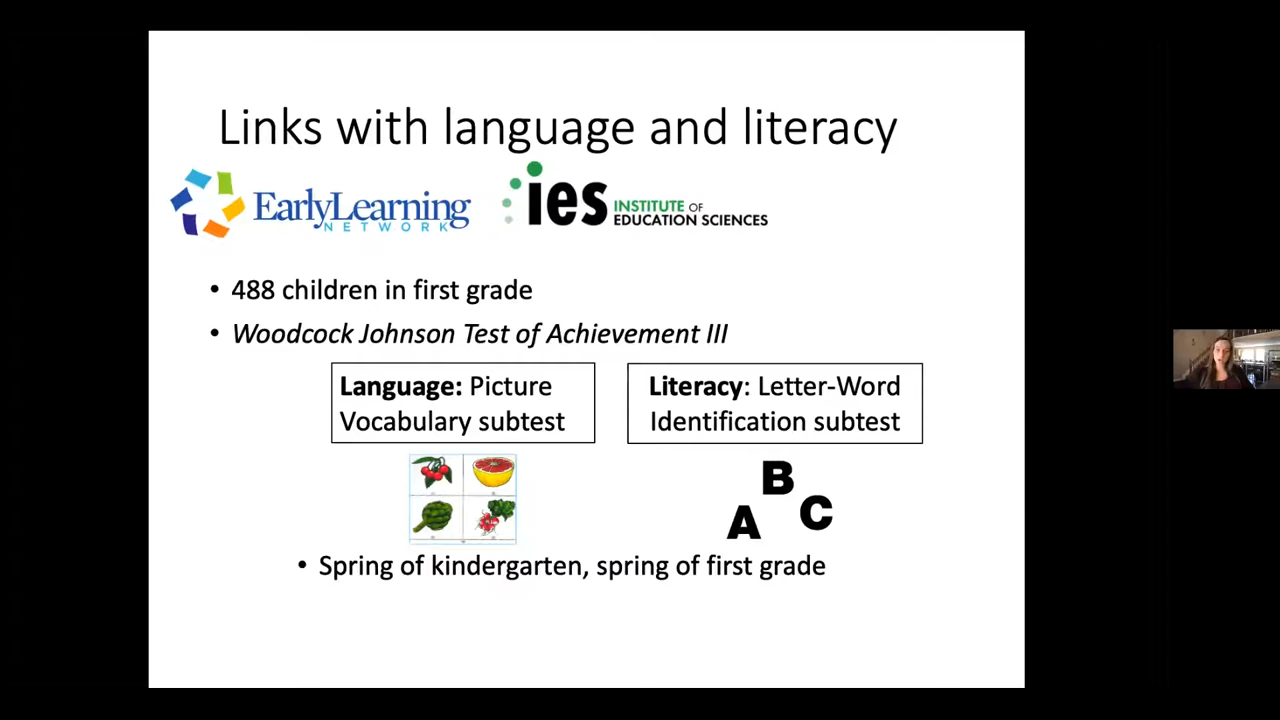 Links with language and literacy
EarlyLearning
NETWORK
ies INSTITUTE OF
EDUCATION SCIENCES
• 488 children in first grade
• Woodcock Johnson Test of Achievement III
Language: Picture
Vocabulary subtest
Literacy: Letter-Word
Identification subtest
B
A C
• Spring of kindergarten, spring of first grade